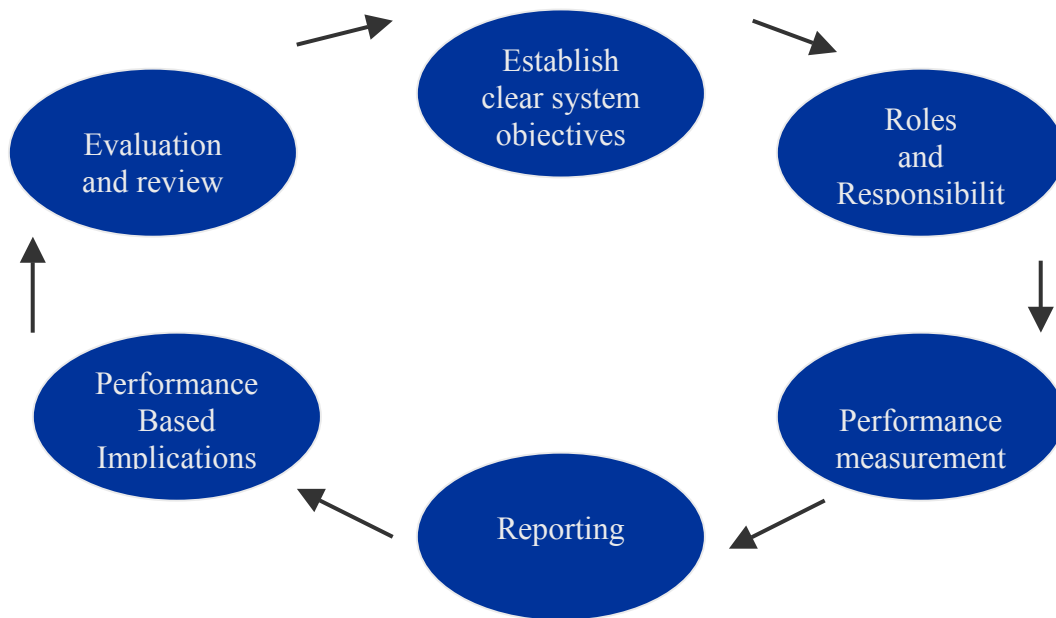 Establish
clear system
objectives
Roles
and
Responsibilit
Performance
measurement
Reporting
Performance
Based
Implications
Evaluation
and review